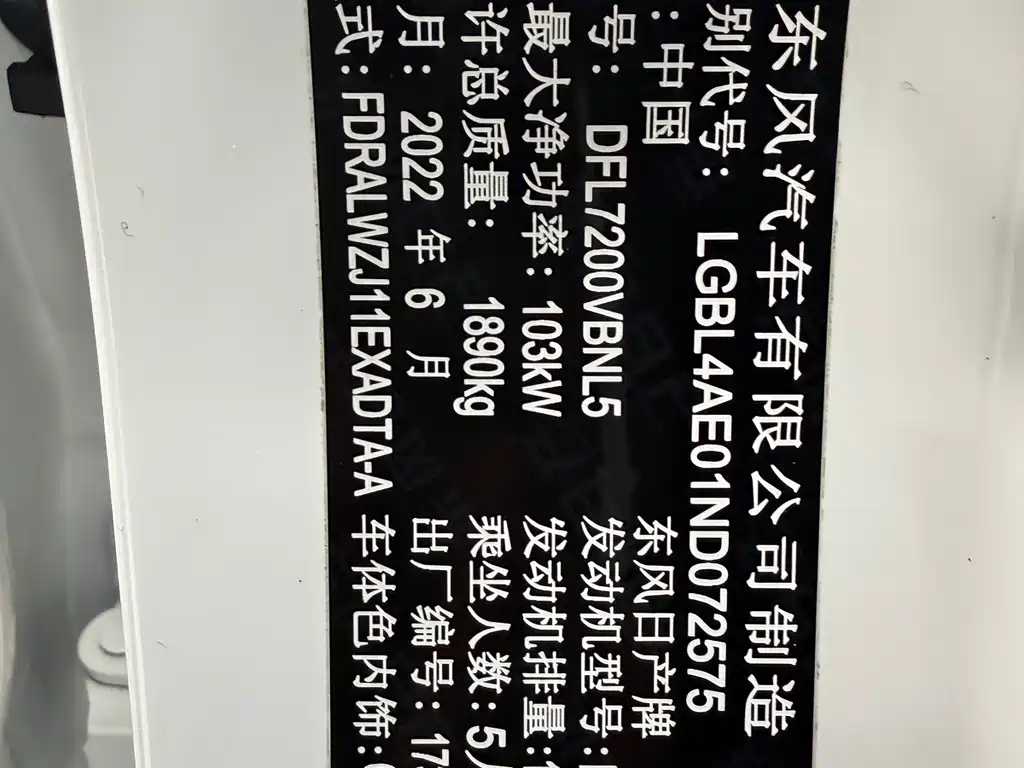 东风汽车有限公司制造
别代号：LGBL4AE01ND072575
：中国 东风日产牌
号：DFL7200VBNL5 发动机型号：
最大净功率：103kW 发动机排量：
许总质量：1890kg 乘坐人数：5人
月：2022 年 6 月 出厂编号：17
式：FDRALWZJ11EXADTA-A 车体色内饰：